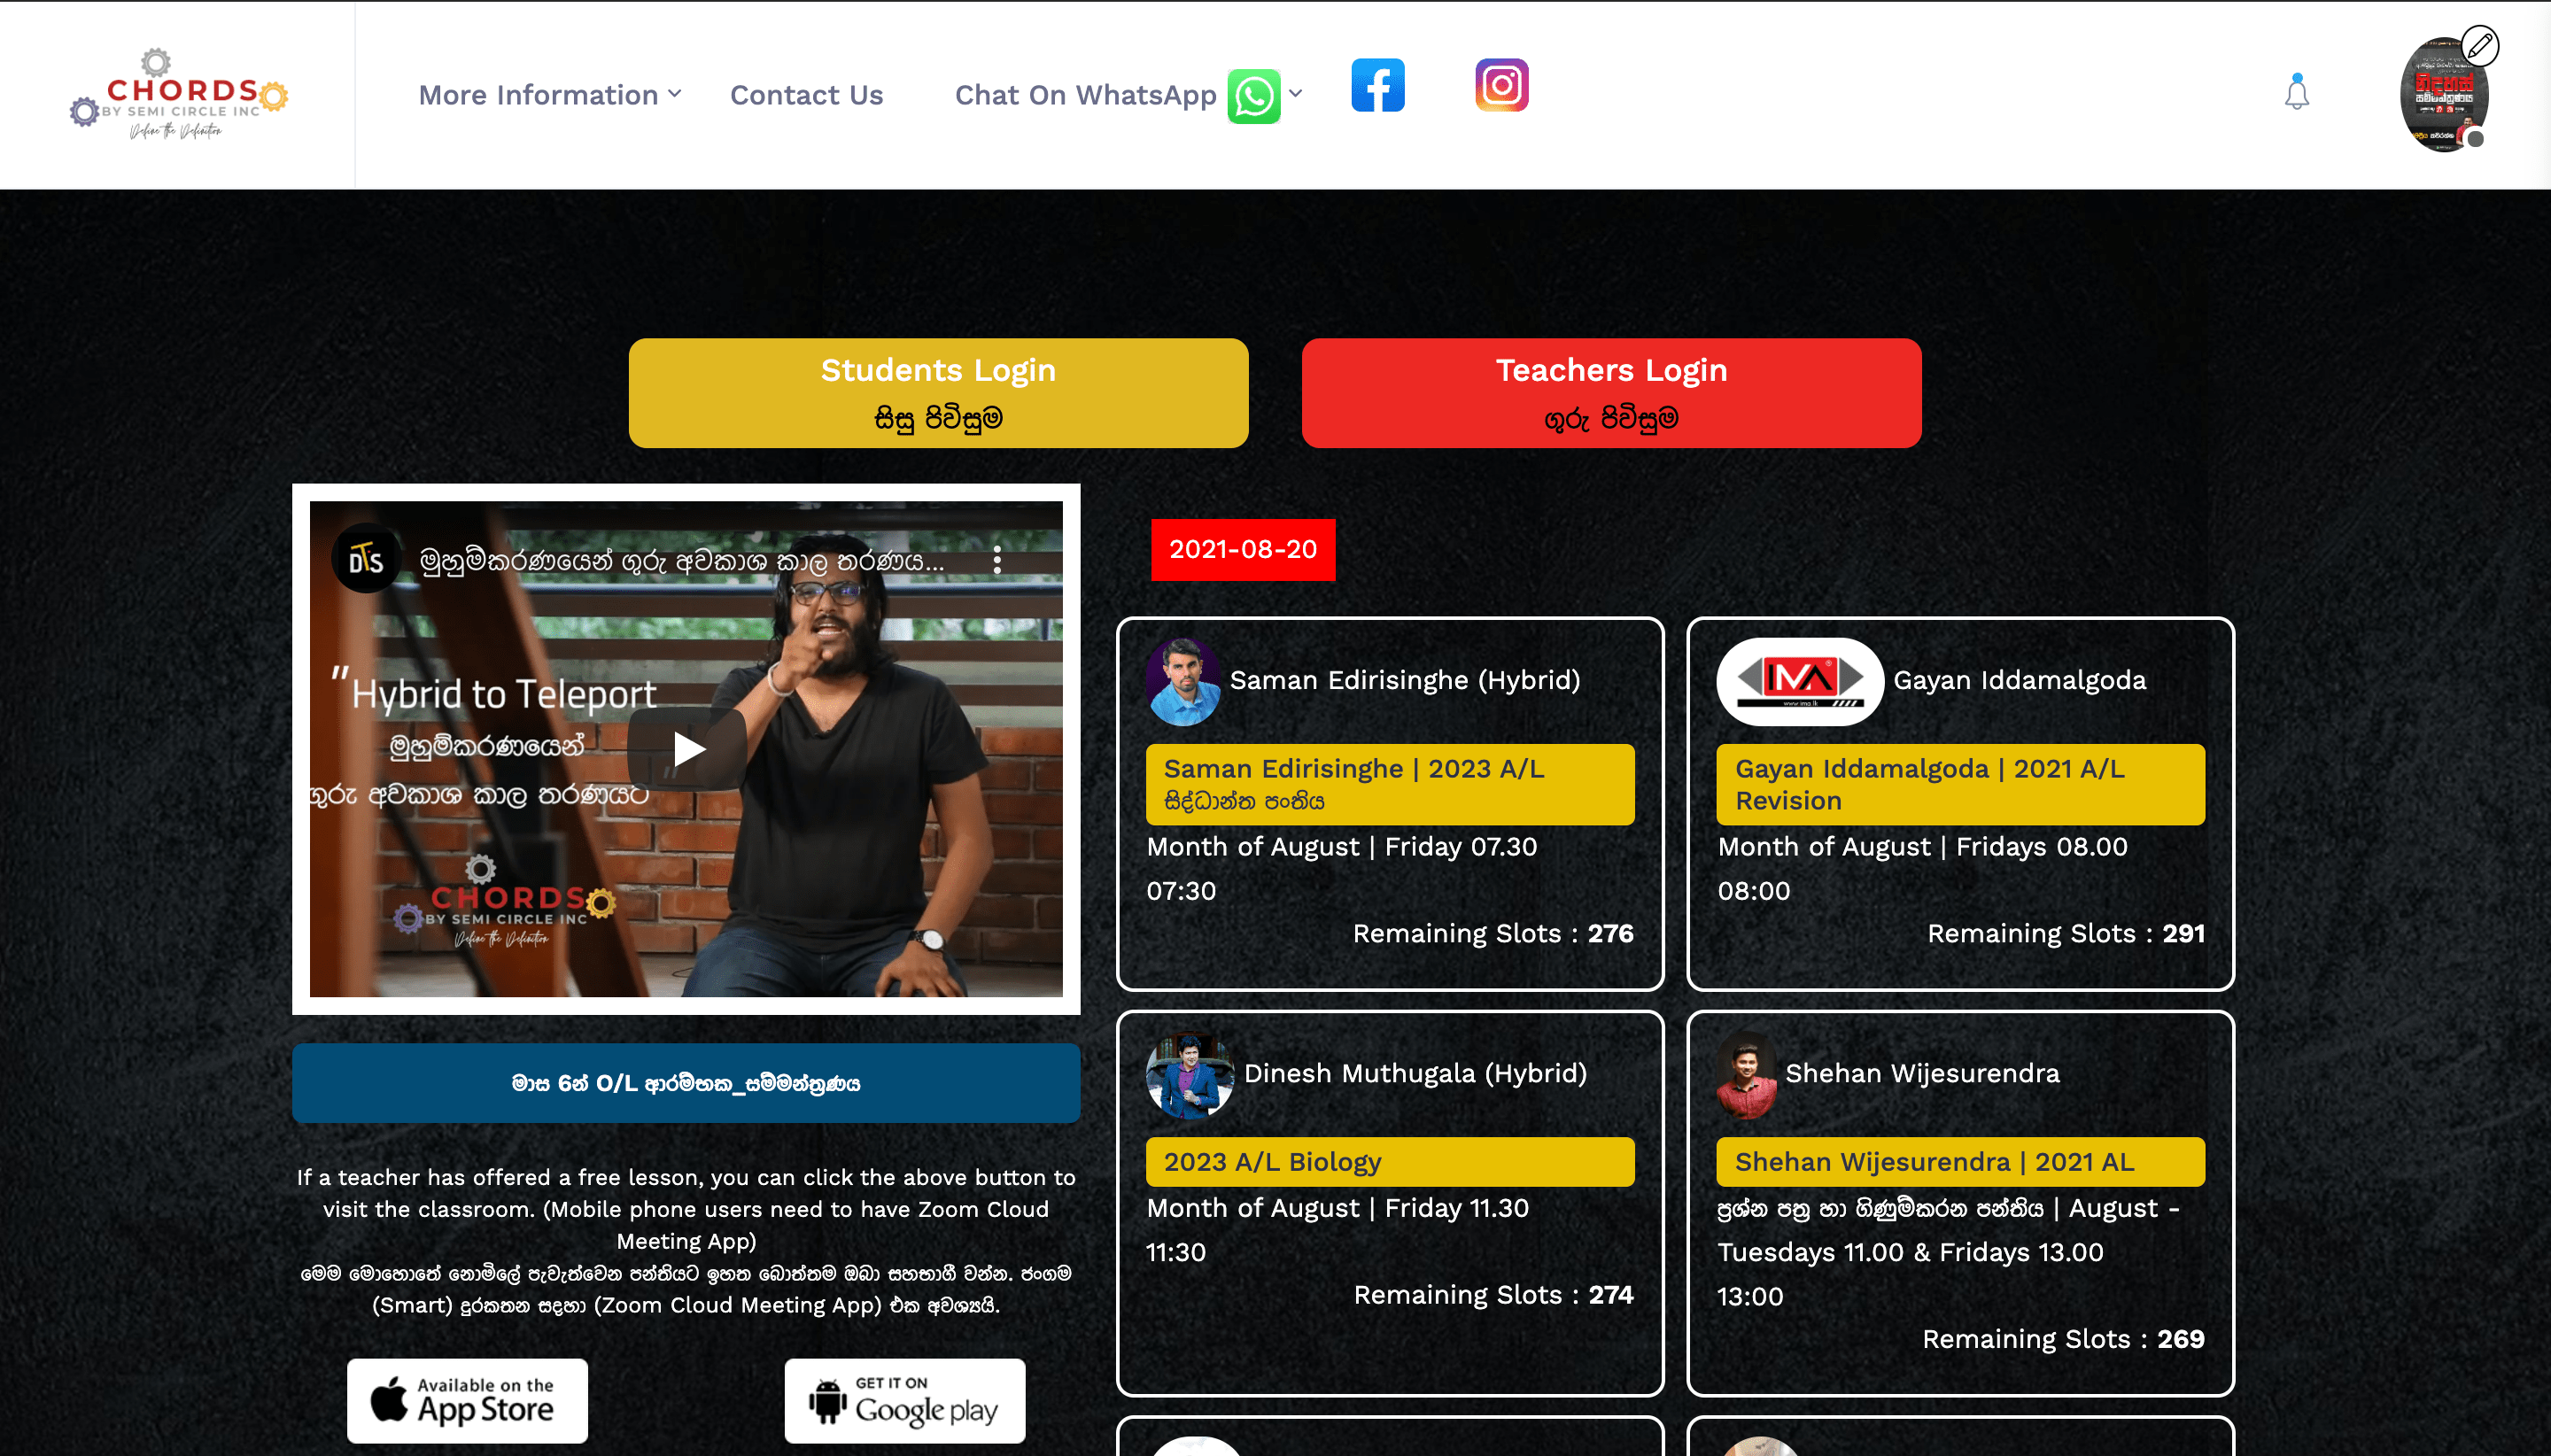 CHORDS
BY SEMI CIRCLE INC
Define the Definition
More Information
Contact Us
Chat On WhatsApp
නිදහස්
සම්මන්ත්‍රණය
Students Login
සිසු පිවිසුම
Teachers Login
ගුරු පිවිසුම
DTS
මුහුම්කරණයෙන් ගුරු අවකාශ කාල තරණය...
"Hybrid to Teleport
මුහුම්කරණයෙන්
ගුරු අවකාශ කාල තරණයට"
CHORDS
BY SEMI CIRCLE INC
Define the Definition
මාස 6න් O/L ආරම්භක_සම්මන්ත්‍රණය
If a teacher has offered a free lesson, you can click the above button to
visit the classroom. (Mobile phone users need to have Zoom Cloud
Meeting App)
මෙම මොහොතේ නොමිලේ පැවැත්වෙන පන්තියට ඉහත බොත්තම ඔබා සහභාගී වන්න. ජංගම
(Smart) දුරකතන සඳහා (Zoom Cloud Meeting App) එක අවශ්‍යයි.
Available on the
App Store
GET IT ON
Google play
2021-08-20
Saman Edirisinghe (Hybrid)
Saman Edirisinghe | 2023 A/L
සිද්ධාන්ත පංතිය
Month of August | Friday 07.30
07:30
Remaining Slots : 276
IMA
www.ima.lk
Gayan Iddamalgoda
Gayan Iddamalgoda | 2021 A/L
Revision
Month of August | Fridays 08.00
08:00
Remaining Slots : 291
Dinesh Muthugala (Hybrid)
2023 A/L Biology
Month of August | Friday 11.30
11:30
Remaining Slots : 274
Shehan Wijesurendra
Shehan Wijesurendra | 2021 AL
ප්‍රශ්න පත්‍ර හා ගිණුම්කරන පන්තිය | August -
Tuesdays 11.00 & Fridays 13.00
13:00
Remaining Slots : 269